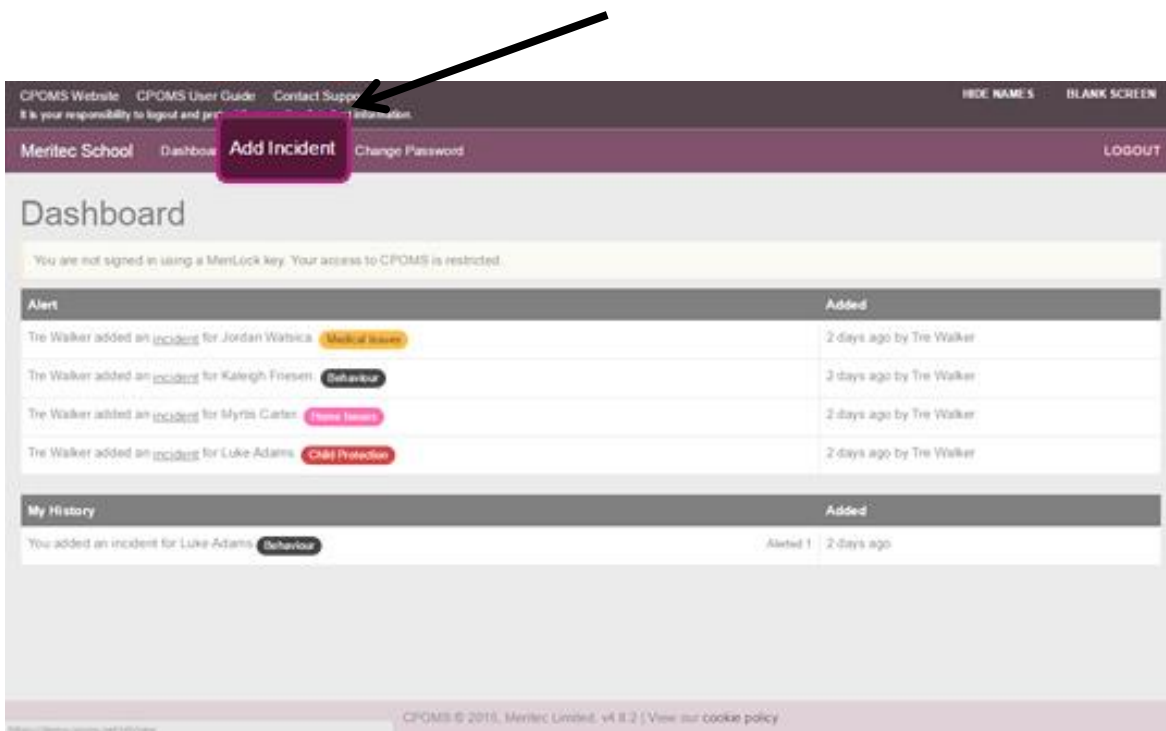 CPOMS Website CPOMS User Guide Contact Suppo
HIDE NAMES BLANK SCREEN
It is your responsibility to logout and information.
Meritec School Dashboa Add Incident Change Password LOGOUT
Dashboard
You are not signed in using a MeriLock key. Your access to CPOMS is restricted.
Alert Added
Tre Walker added an incident for Jordan Watsica. Medical Issues 2 days ago by Tre Walker
Tre Walker added an incident for Kaleigh Friesen. Behaviour 2 days ago by Tre Walker
Tre Walker added an incident for Myrtis Carter. Home Issues 2 days ago by Tre Walker
Tre Walker added an incident for Luke Adams. Child Protection 2 days ago by Tre Walker
My History Added
You added an incident for Luke Adams Behaviour Alerted 1 2 days ago
CPOMS © 2016, Meritec Limited. v4.8.2 | View our cookie policy